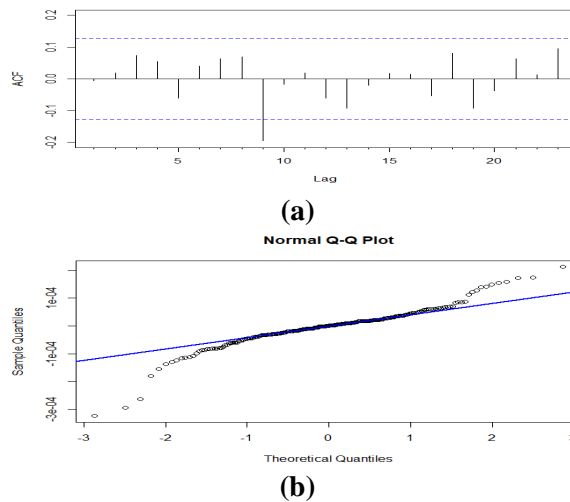 0.2
0.1
0.0
-0.1
-0.2
ACF
5 10 15 20
Lag
(a)
Normal Q-Q Plot
1e-04
-1e-04
-3e-04
Sample Quantiles
-3 -2 -1 0 1 2 3
Theoretical Quantiles
(b)